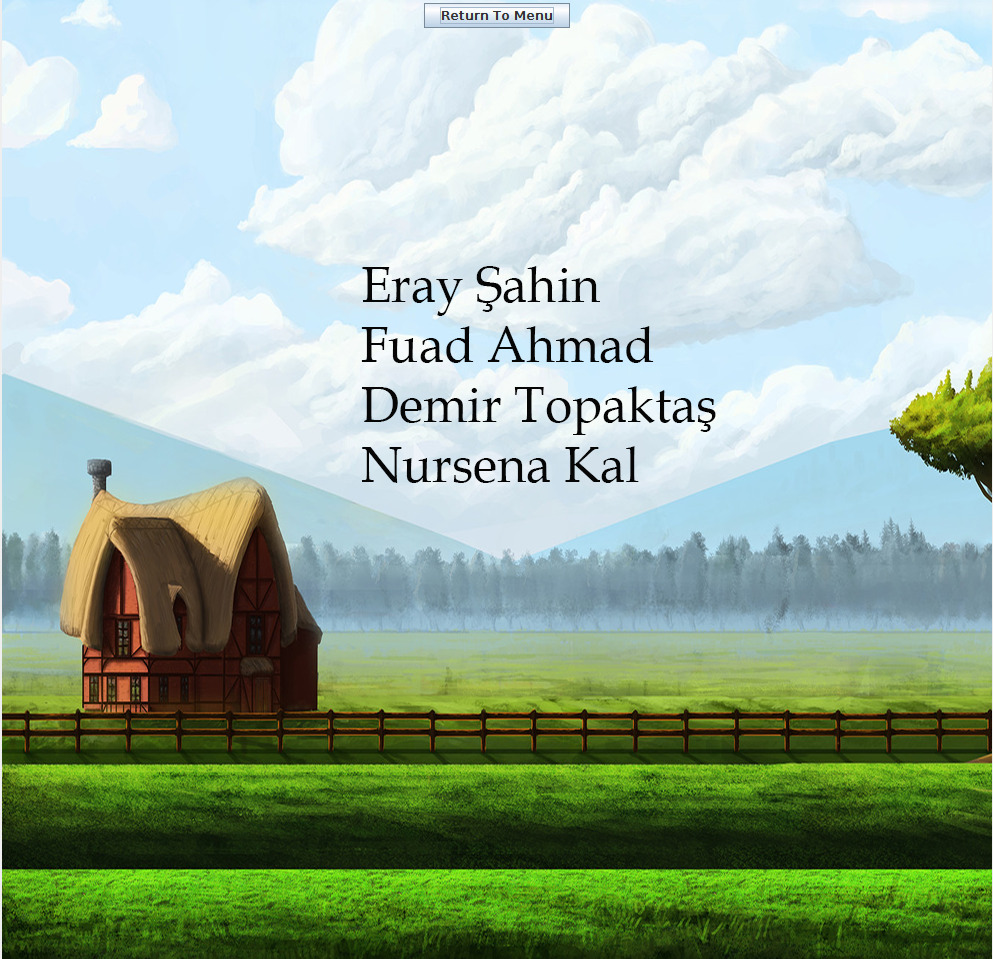 Return To Menu
Eray Şahin
Fuad Ahmad
Demir Topaktaş
Nursena Kal